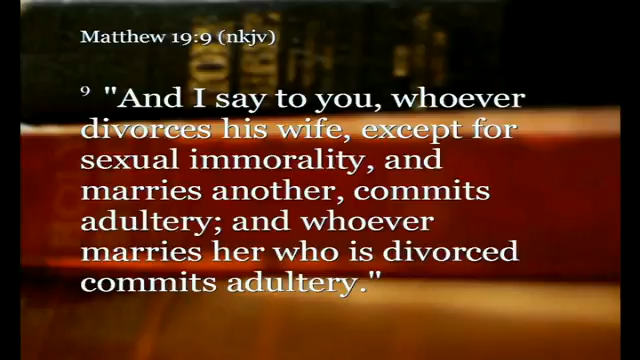 Matthew 19:9 (nkjv)
9 "And I say to you, whoever
divorces his wife, except for
sexual immorality, and
marries another, commits
adultery; and whoever
marries her who is divorced
commits adultery."